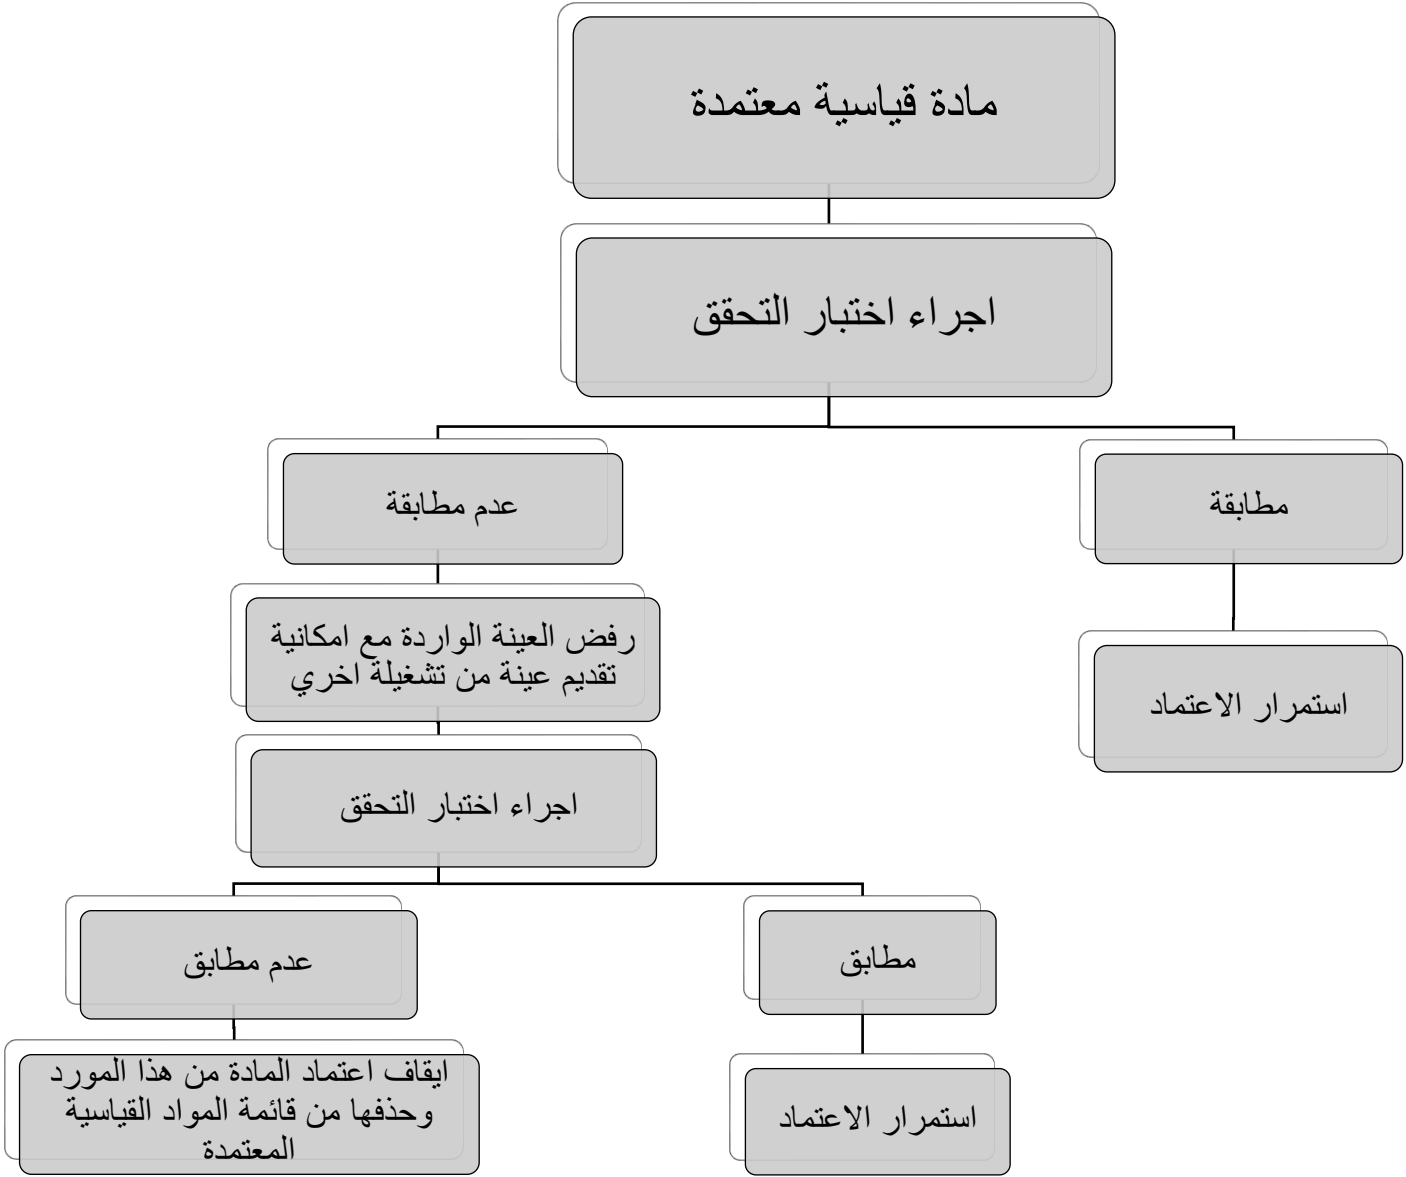 مادة قياسية معتمدة
اجراء اختبار التحقق
مطابقة
عدم مطابقة
استمرار الاعتماد
رفض العينة الواردة مع امكانية
تقديم عينة من تشغيلة اخري
اجراء اختبار التحقق
مطابق
عدم مطابق
استمرار الاعتماد
ايقاف اعتماد المادة من هذا المورد
وحذفها من قائمة المواد القياسية
المعتمدة